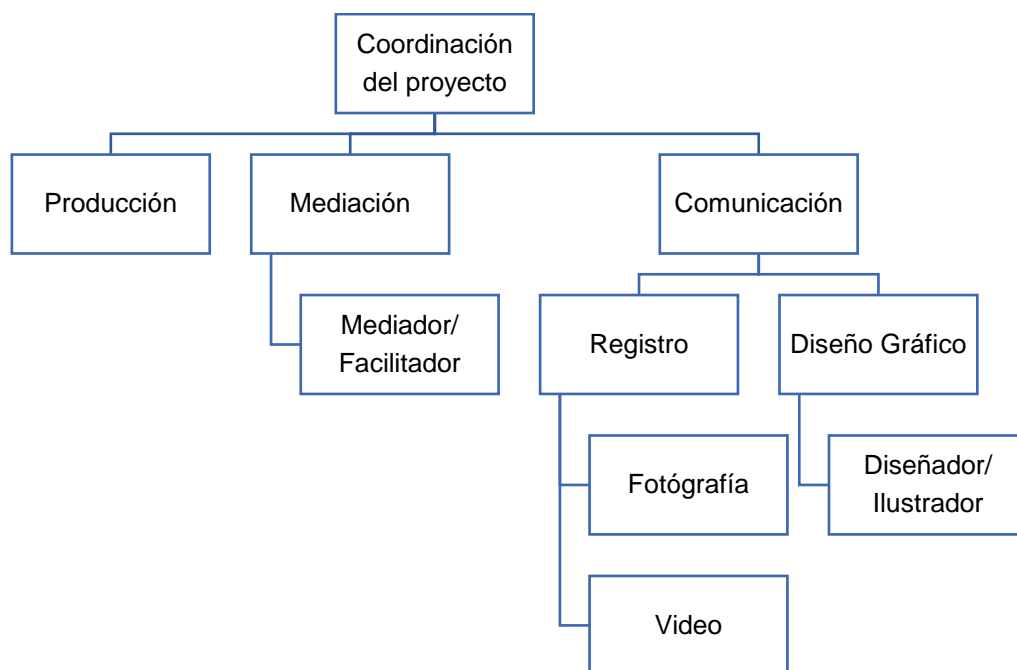 Coordinación
del proyecto
Producción
Mediación
Comunicación
Mediador/
Facilitador
Registro
Diseño Gráfico
Fotógrafía
Diseñador/
Ilustrador
Video